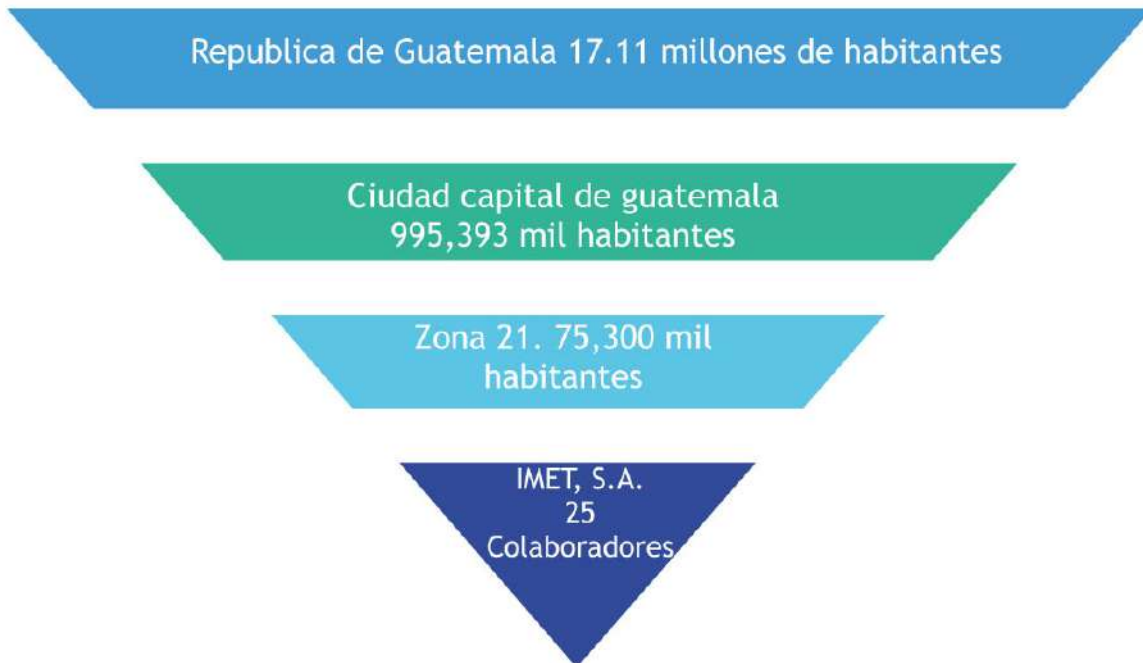 Republica de Guatemala 17.11 millones de habitantes
Ciudad capital de guatemala
995,393 mil habitantes
Zona 21. 75,300 mil
habitantes
IMET, S.A.
25
Colaboradores